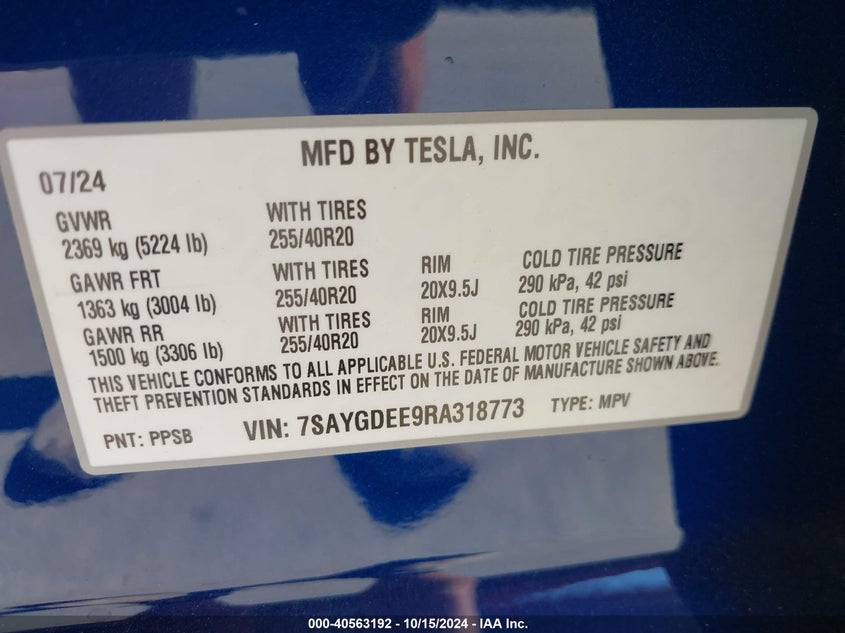 MFD BY TESLA, INC.
07/24
GVWR WITH TIRES
2369 kg (5224 lb) 255/40R20
GAWR FRT WITH TIRES RIM COLD TIRE PRESSURE
1363 kg (3004 lb) 255/40R20 20X9.5J 290 kPa, 42 psi
GAWR RR WITH TIRES RIM COLD TIRE PRESSURE
1500 kg (3306 lb) 255/40R20 20X9.5J 290 kPa, 42 psi
THIS VEHICLE CONFORMS TO ALL APPLICABLE U.S. FEDERAL MOTOR VEHICLE SAFETY AND
THEFT PREVENTION STANDARDS IN EFFECT ON THE DATE OF MANUFACTURE SHOWN ABOVE.
PNT: PPSB VIN: 7SAYGDEE9RA318773 TYPE: MPV
000-40563192 - 10/15/2024 - IAA Inc.